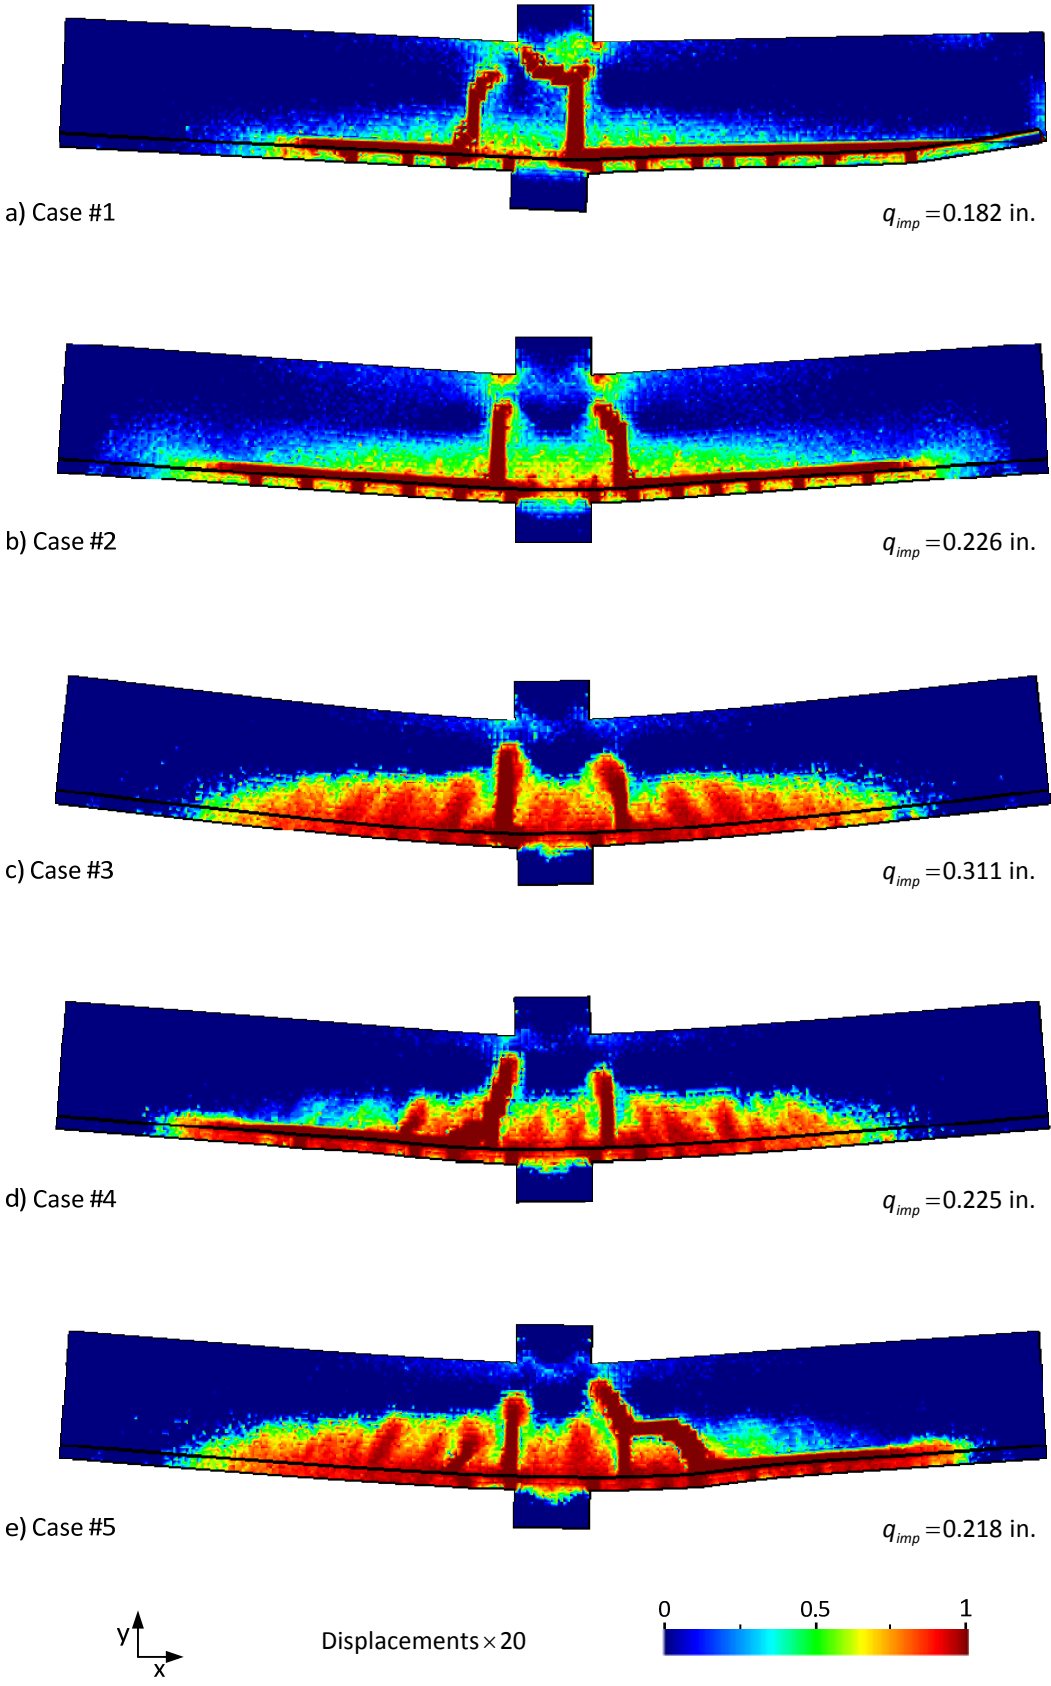 a) Case #1
q_imp =0.182 in.
b) Case #2
q_imp =0.226 in.
c) Case #3
q_imp =0.311 in.
d) Case #4
q_imp =0.225 in.
e) Case #5
q_imp =0.218 in.
0 0.5 1
y
x
Displacements × 20